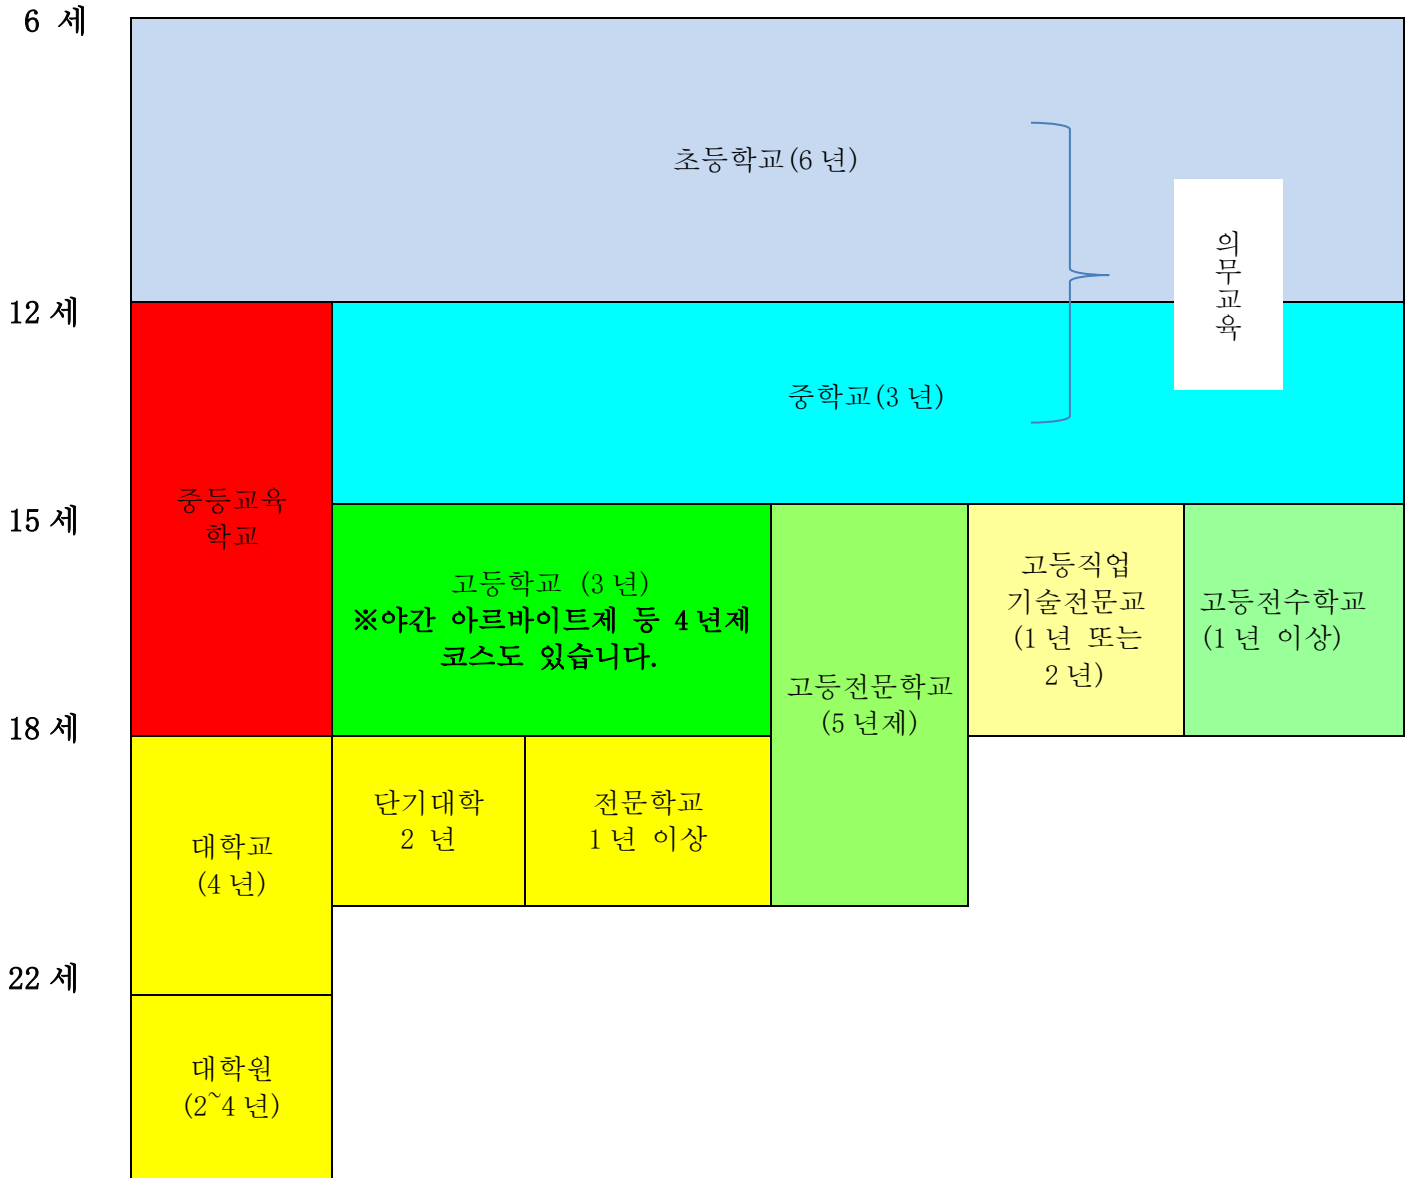 6 세
초등학교(6 년)
의무교육
12 세
중학교(3 년)
중등교육
학교
15 세
고등학교 (3 년)
※야간 아르바이트제 등 4 년제
코스도 있습니다.
고등전문학교
(5 년제)
고등직업
기술전문교
(1 년 또는
2 년)
고등전수학교
(1 년 이상)
18 세
대학교
(4 년)
단기대학
2 년
전문학교
1 년 이상
22 세
대학원
(2~4 년)